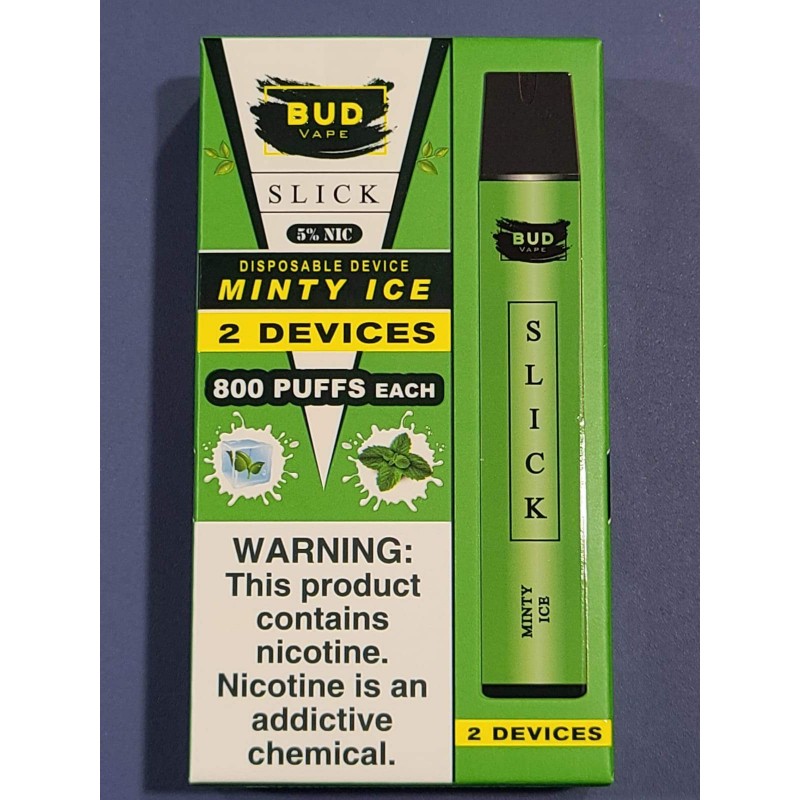 BUD
VAPE
SLICK
5% NIC
DISPOSABLE DEVICE
MINTY ICE
2 DEVICES
800 PUFFS EACH
WARNING:
This product
contains
nicotine.
Nicotine is an
addictive
chemical.
BUD
VAPE
SLICK
MINTY
ICE
2 DEVICES